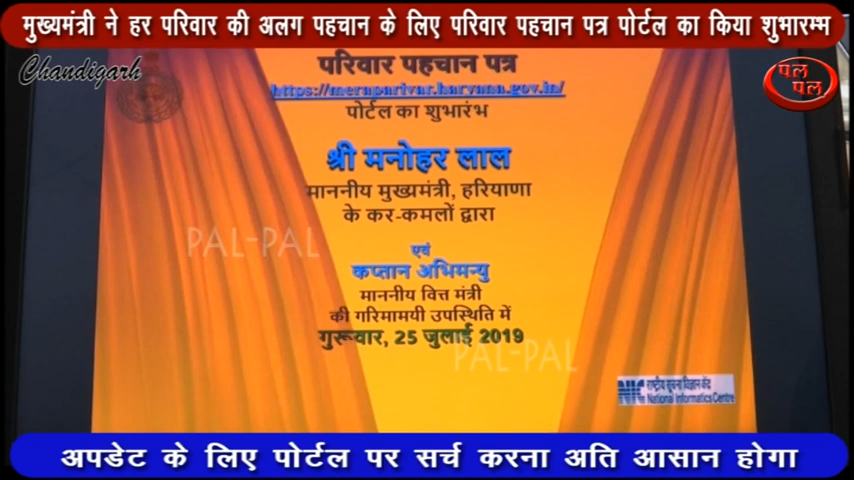 मुख्यमंत्री ने हर परिवार की अलग पहचान के लिए परिवार पहचान पत्र पोर्टल का किया शुभारम्भ
Chandigarh
पल
पल
परिवार पहचान पत्र
https://meraparivar.haryana.gov.in/
पोर्टल का शुभारंभ
श्री मनोहर लाल
माननीय मुख्यमंत्री, हरियाणा
के कर-कमलों द्वारा
PAL-PAL
एवं
कप्तान अभिमन्यु
माननीय वित्त मंत्री
की गरिमामयी उपस्थिति में
गुरूवार, 25 जुलाई 2019
PAL-PAL
NIC राष्ट्रीय सूचना विज्ञान केंद्र
National Informatics Centre
अपडेट के लिए पोर्टल पर सर्च करना अति आसान होगा